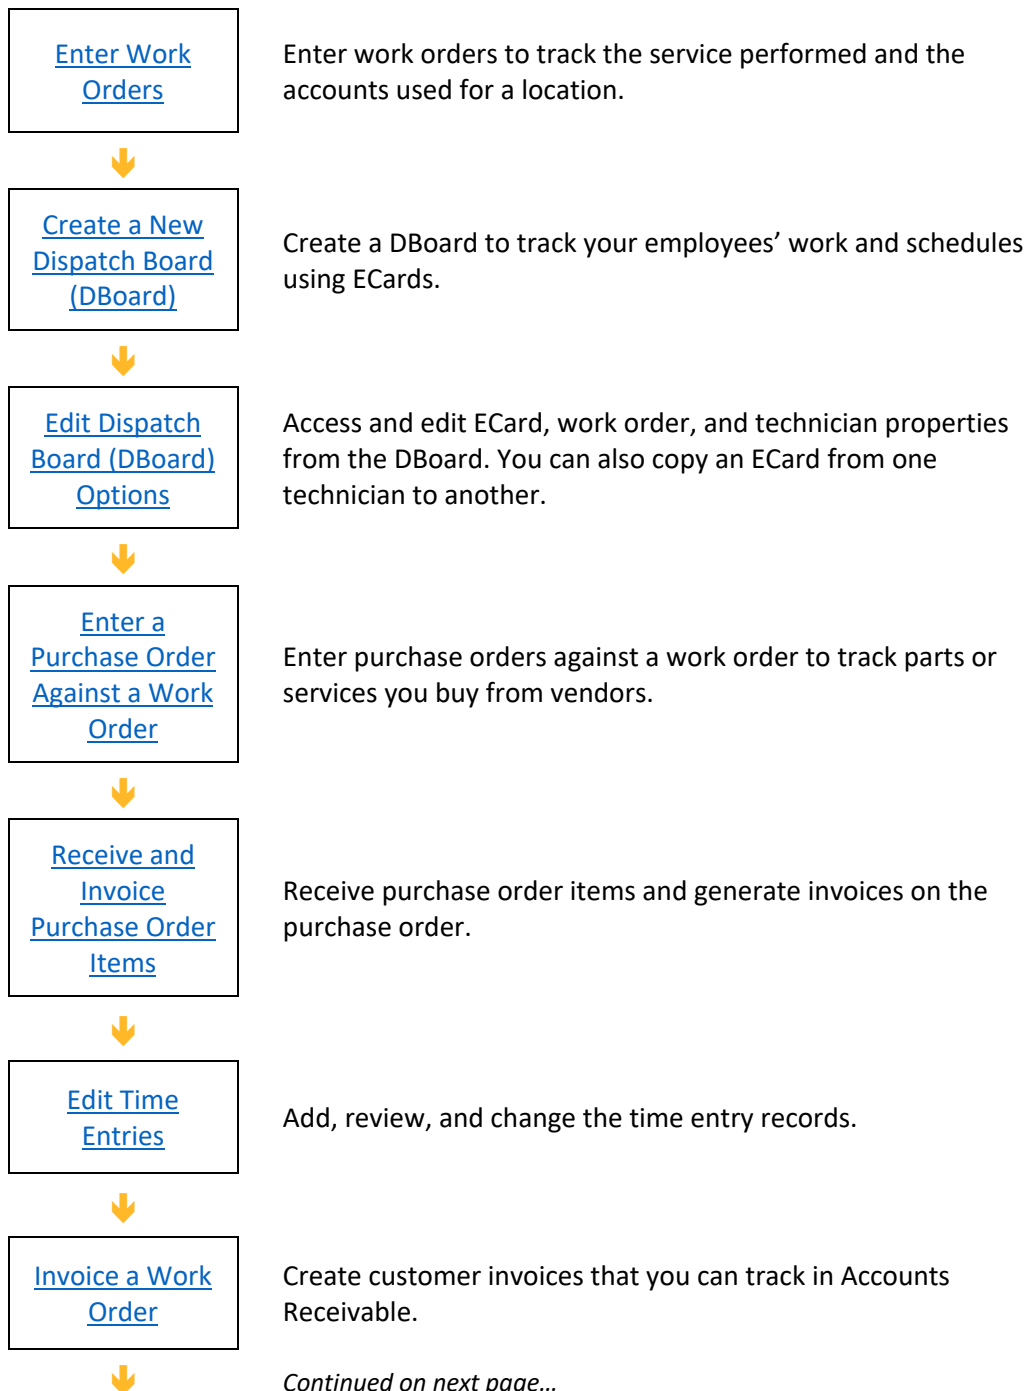 Enter Work
Orders
Enter work orders to track the service performed and the
accounts used for a location.
Create a New
Dispatch Board
(DBoard)
Create a DBoard to track your employees’ work and schedules
using ECards.
Edit Dispatch
Board (DBoard)
Options
Access and edit ECard, work order, and technician properties
from the DBoard. You can also copy an ECard from one
technician to another.
Enter a
Purchase Order
Against a Work
Order
Enter purchase orders against a work order to track parts or
services you buy from vendors.
Receive and
Invoice
Purchase Order
Items
Receive purchase order items and generate invoices on the
purchase order.
Edit Time
Entries
Add, review, and change the time entry records.
Invoice a Work
Order
Create customer invoices that you can track in Accounts
Receivable.
Continued on next page…